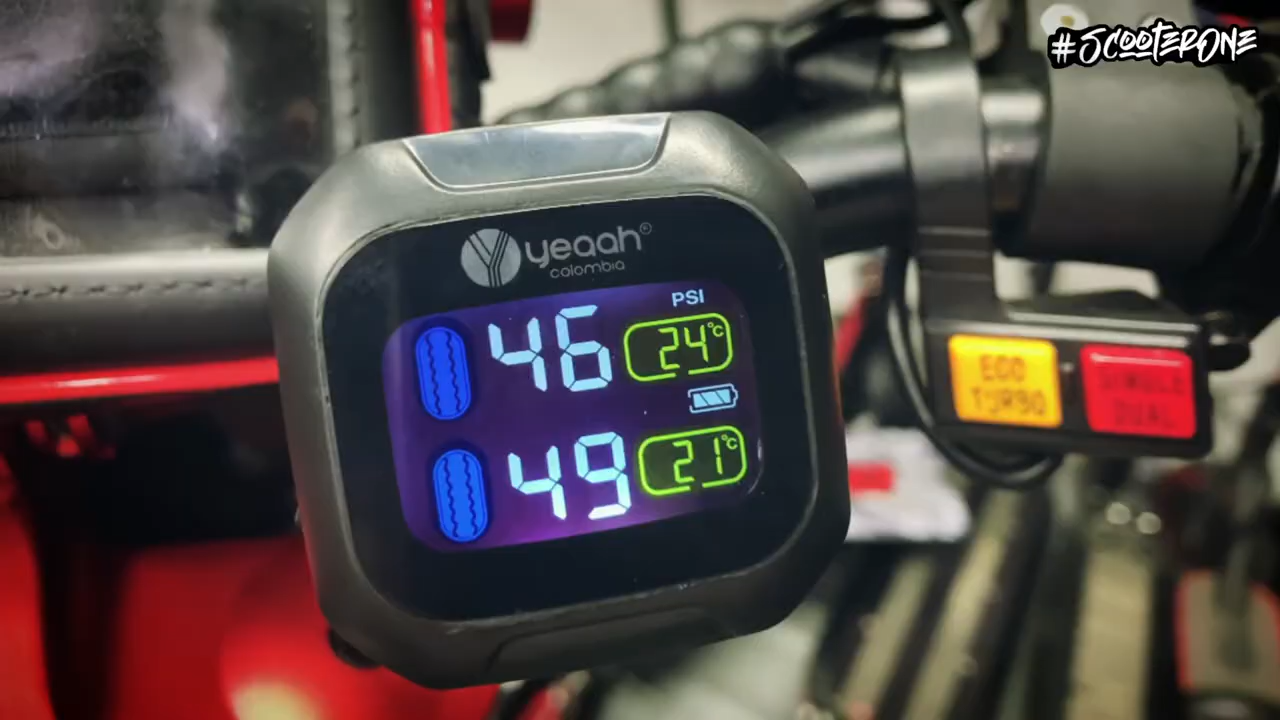 #SCOOTERONE
yeaah®
colombia
PSI
46 24°C
49 21°C
ECO
TURBO
SINGLE
DUAL